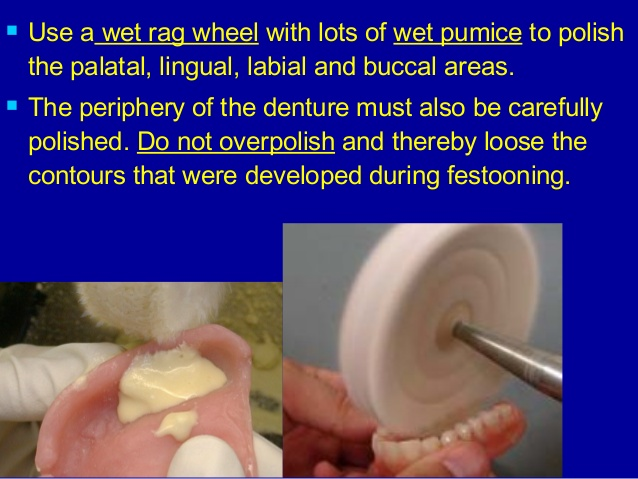 Use a wet rag wheel with lots of wet pumice to polish
the palatal, lingual, labial and buccal areas.
The periphery of the denture must also be carefully
polished. Do not overpolish and thereby loose the
contours that were developed during festooning.